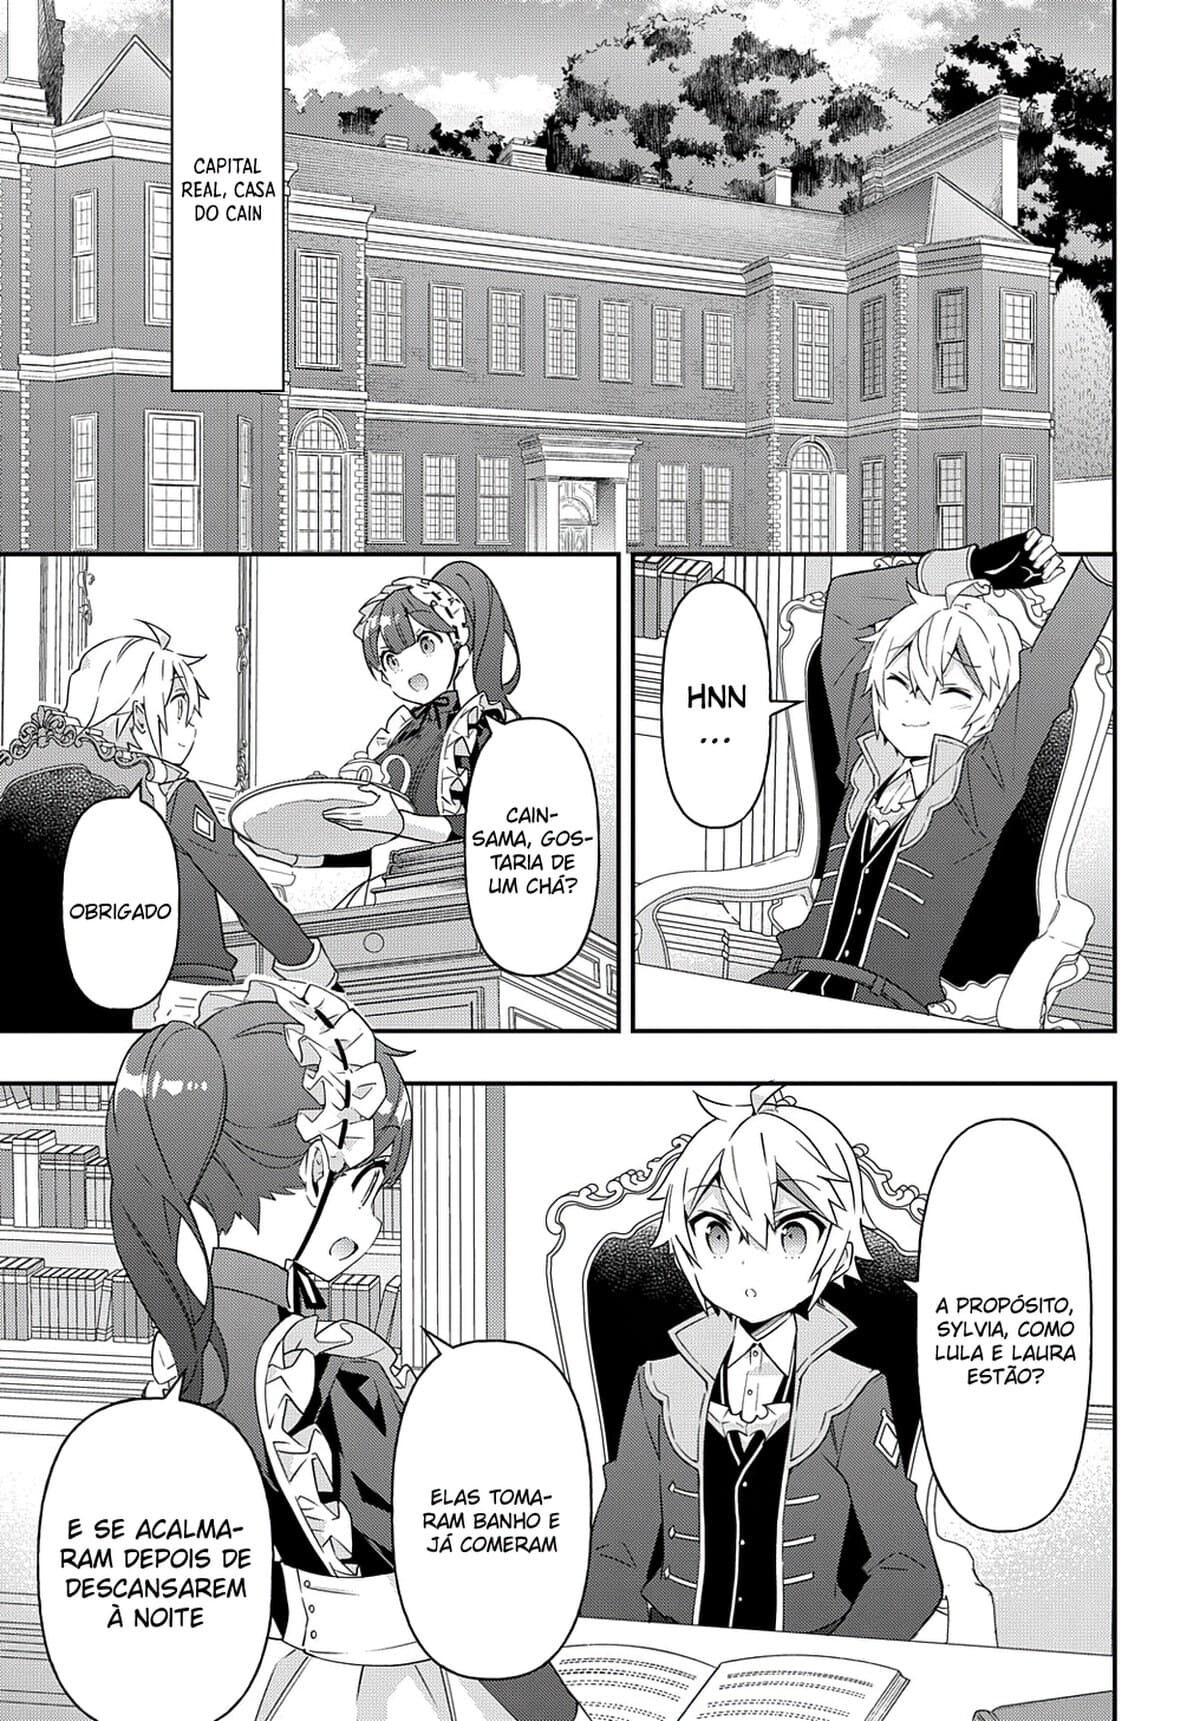 CAPITAL
REAL, CASA
DO CAIN
HNN
...
CAIN-
SAMA, GOS-
TARIA DE
UM CHÁ?
OBRIGADO
A PROPÓSITO,
SYLVIA, COMO
LULA E LAURA
ESTÃO?
ELAS TOMA-
RAM BANHO E
JÁ COMERAM
E SE ACALMA-
RAM DEPOIS DE
DESCANSAREM
À NOITE